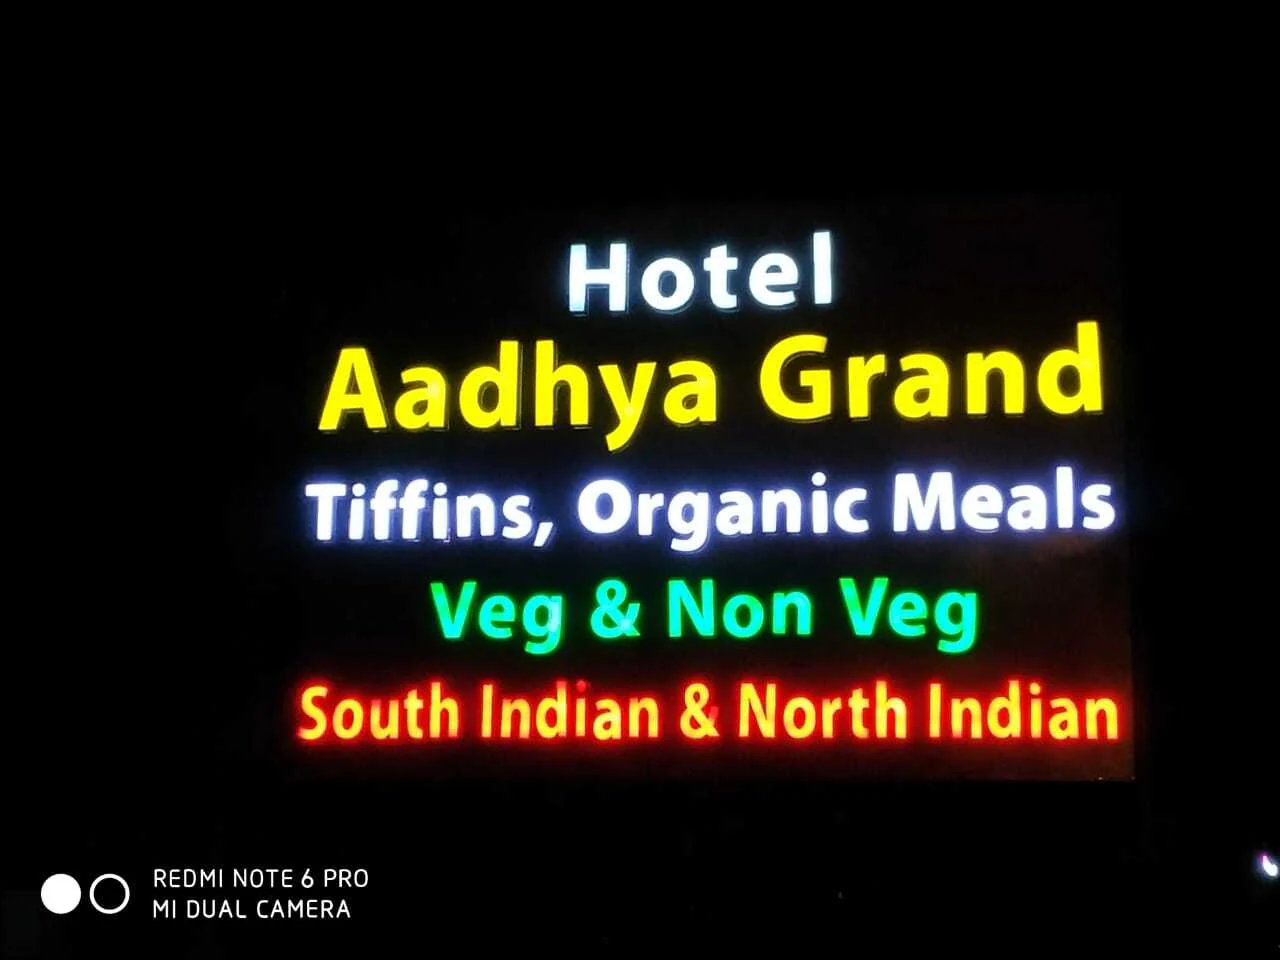 Hotel
Aadhya Grand
Tiffins, Organic Meals
Veg & Non Veg
South Indian & North Indian
REDMI NOTE 6 PRO
MI DUAL CAMERA